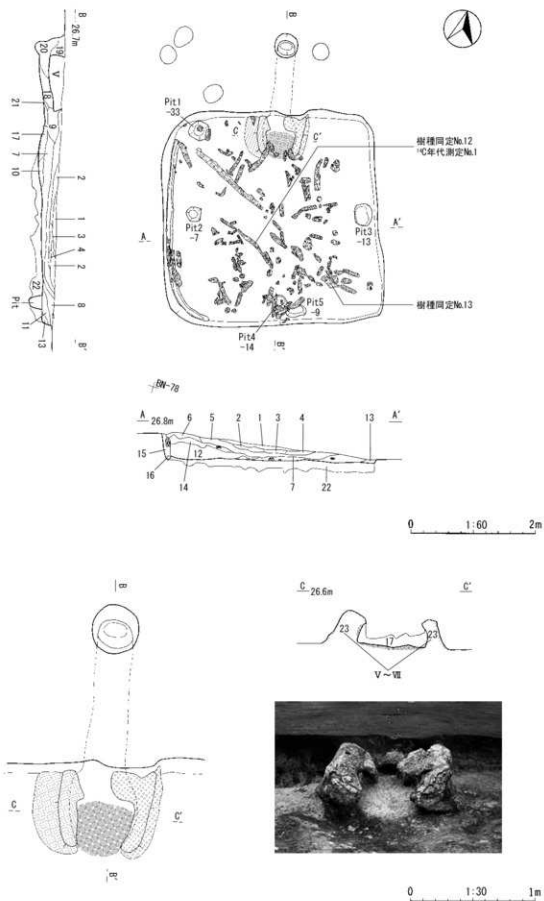 B
26.7m
20
19
V
18
21
9
17
7
10
2
1
3
4
2
22
8
Pit
11
13
B'
B
Pit1
-33
C
C'
樹種同定No.12
¹⁴C年代測定No.1
Pit2
-7
Pit3
-13
A
A'
樹種同定No.13
Pit5
-9
Pit4
-14
B'
BN-78
A 26.8m
6 5 2 1 3 4 13
A'
15 12
16 14 7 22
0 1:60 2m
B
C 26.6m
C'
23 17 23
V～Ⅶ
C
C'
B'
0 1:30 1m